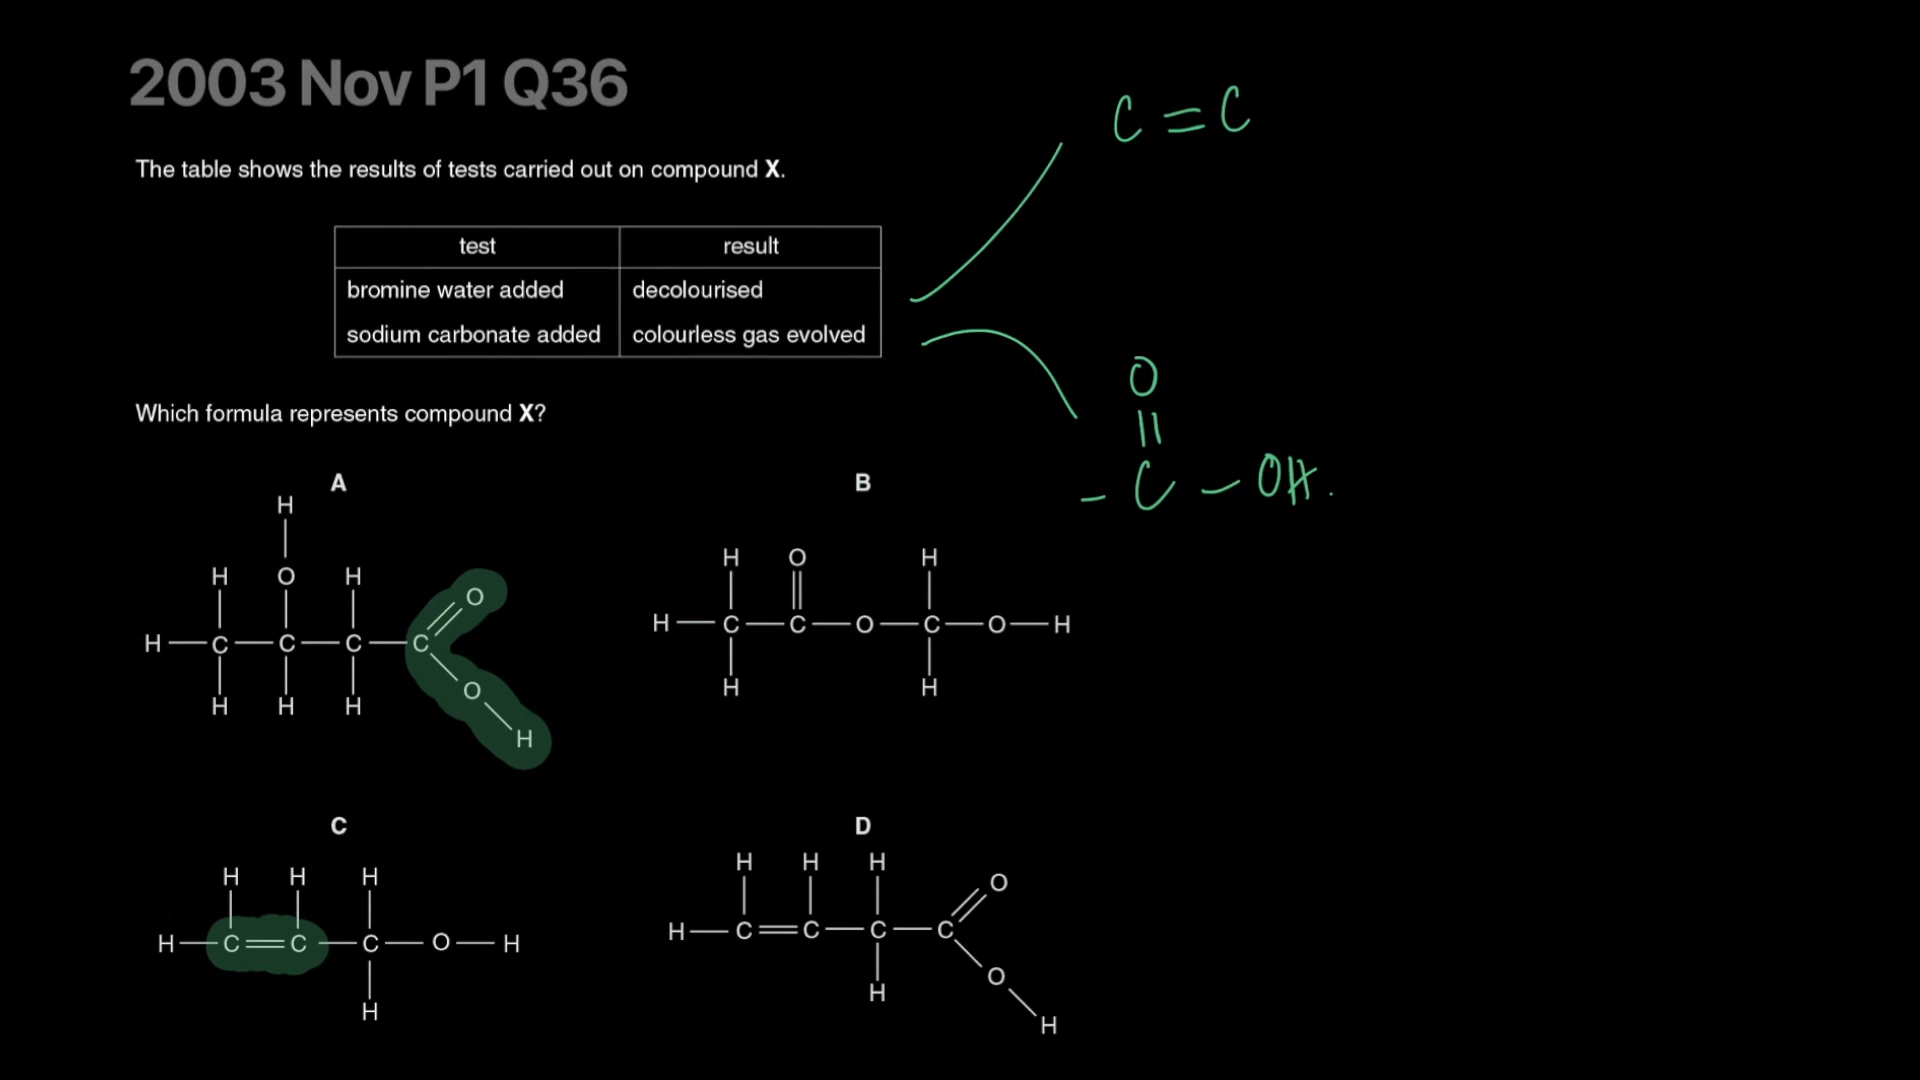 2003 Nov P1 Q36
C = C
The table shows the results of tests carried out on compound X.
test result
bromine water added decolourised
sodium carbonate added colourless gas evolved
O
||
- C - OH.
Which formula represents compound X?
A
H
H O H O
H C C C C
O
H H H
H
B
H O H
H C C O C O H
H H
C
H H H
H C C C O H
H
D
H H H O
H C C C C
O
H
H